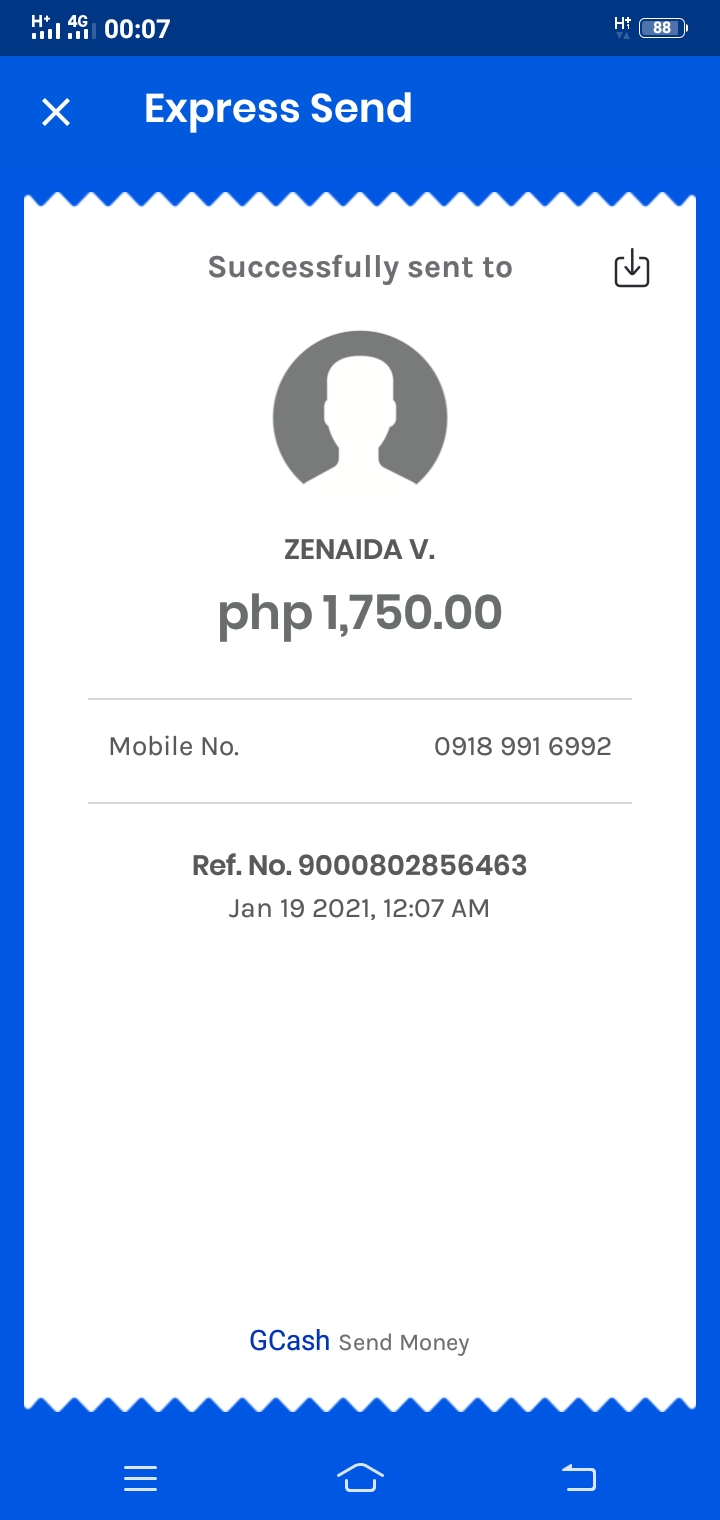 H+ 4G 00:07 H↑ 88
Express Send
Successfully sent to
ZENAIDA V.
php 1,750.00
Mobile No. 0918 991 6992
Ref. No. 9000802856463
Jan 19 2021, 12:07 AM
GCash Send Money